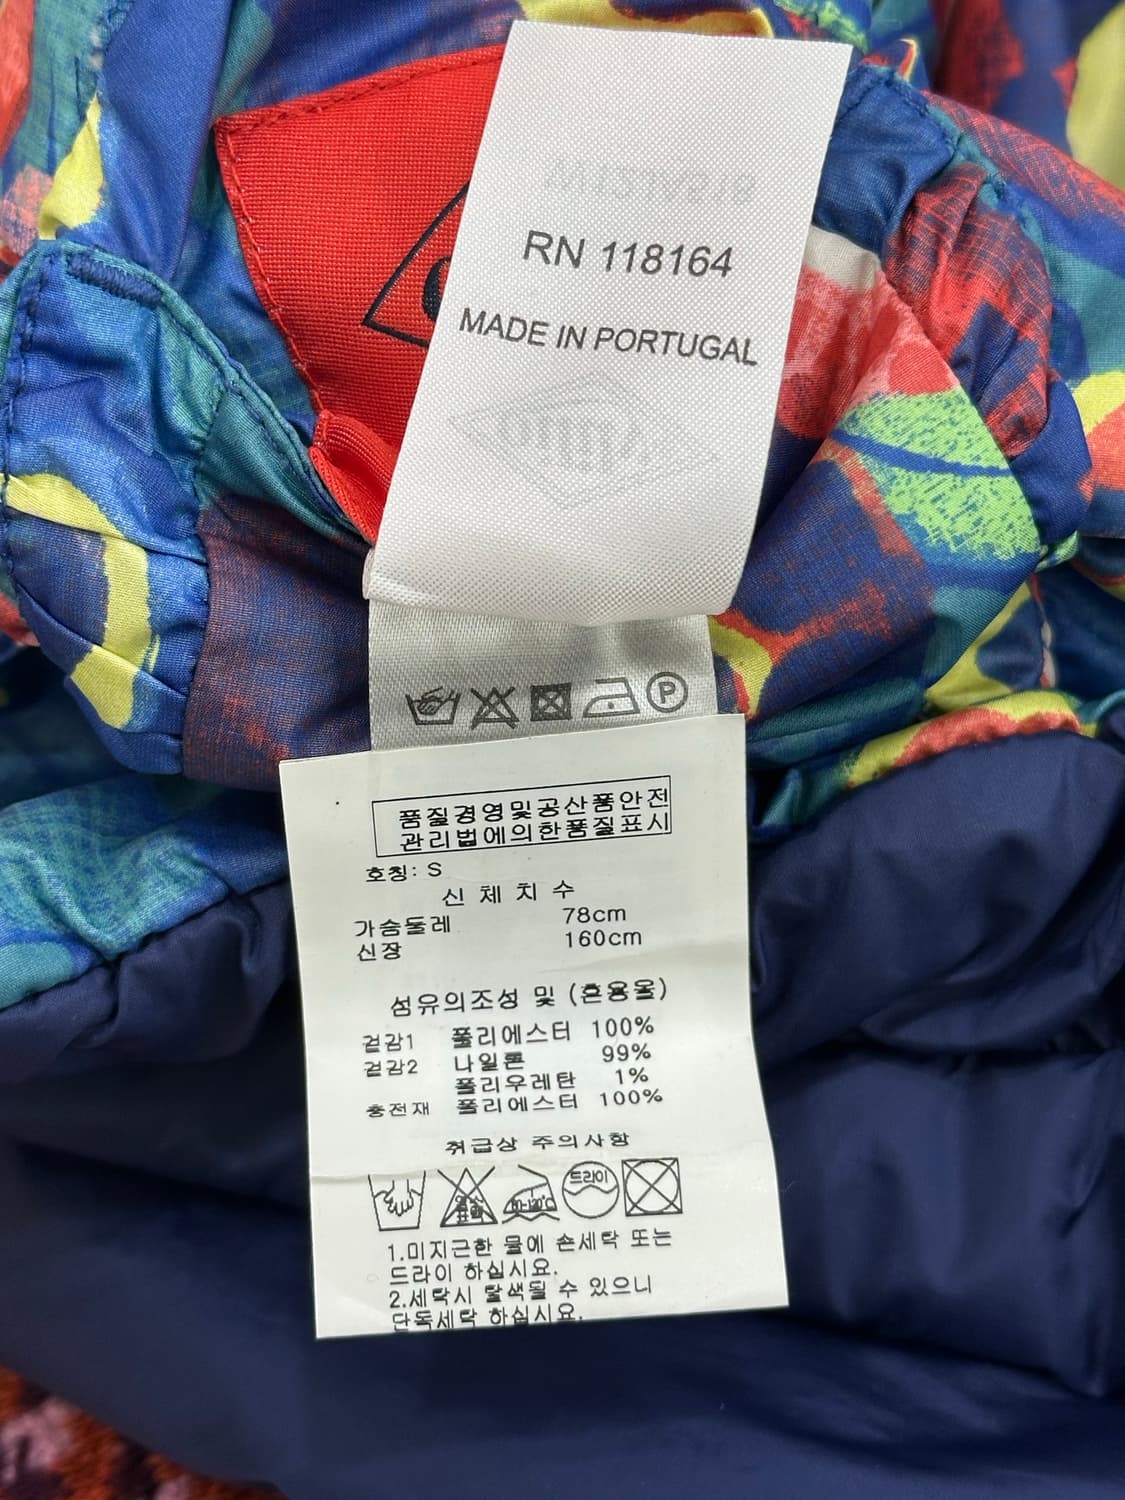 RN 118164
MADE IN PORTUGAL
P
품질경영및공산품안전
관리법에의한품질표시
호칭: S
신체치수
가슴둘레 78cm
신장 160cm
섬유의조성 및 (혼용율)
겉감1 폴리에스터 100%
겉감2 나일론 99%
폴리우레탄 1%
충전재 폴리에스터 100%
취급상 주의사항
드라이
1.미지근한 물에 손세탁 또는
드라이 하십시요.
2.세탁시 탈색될 수 있으니
단독세탁 하십시요.